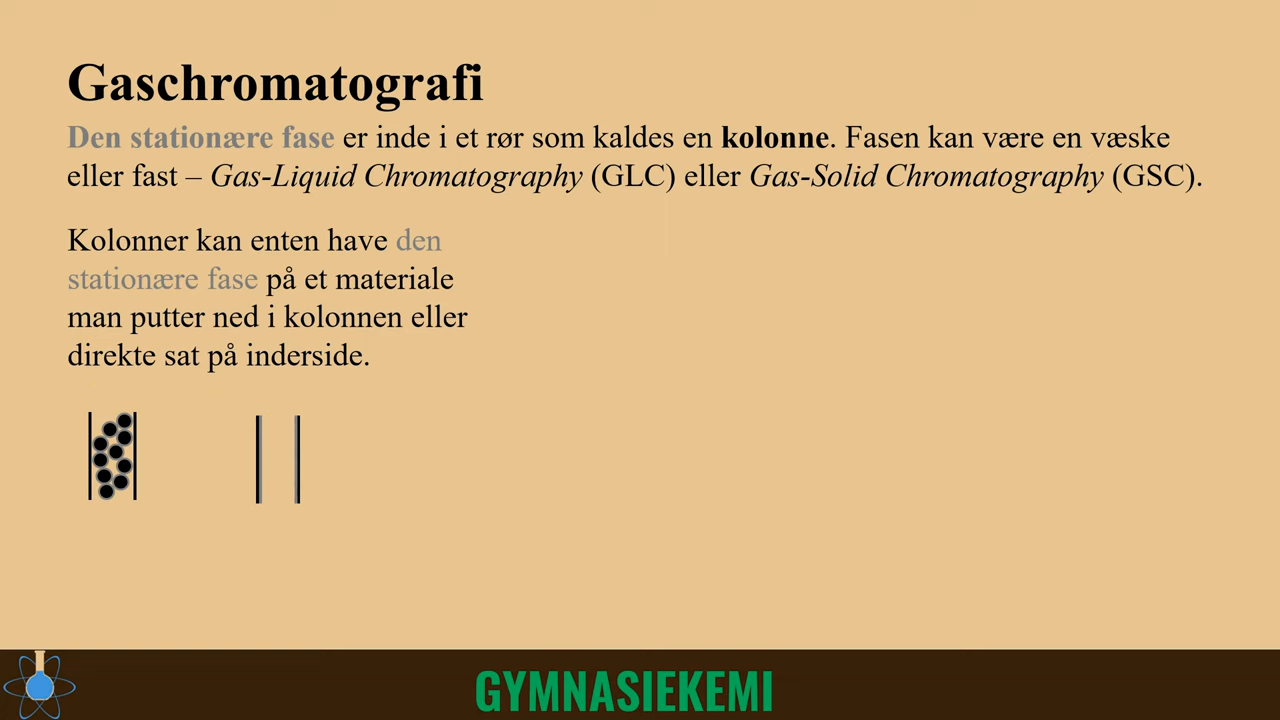 Gaschromatografi
Den stationære fase er inde i et rør som kaldes en kolonne. Fasen kan være en væske
eller fast – Gas-Liquid Chromatography (GLC) eller Gas-Solid Chromatography (GSC).
Kolonner kan enten have den
stationære fase på et materiale
man putter ned i kolonnen eller
direkte sat på inderside.
GYMNASIEKEMI